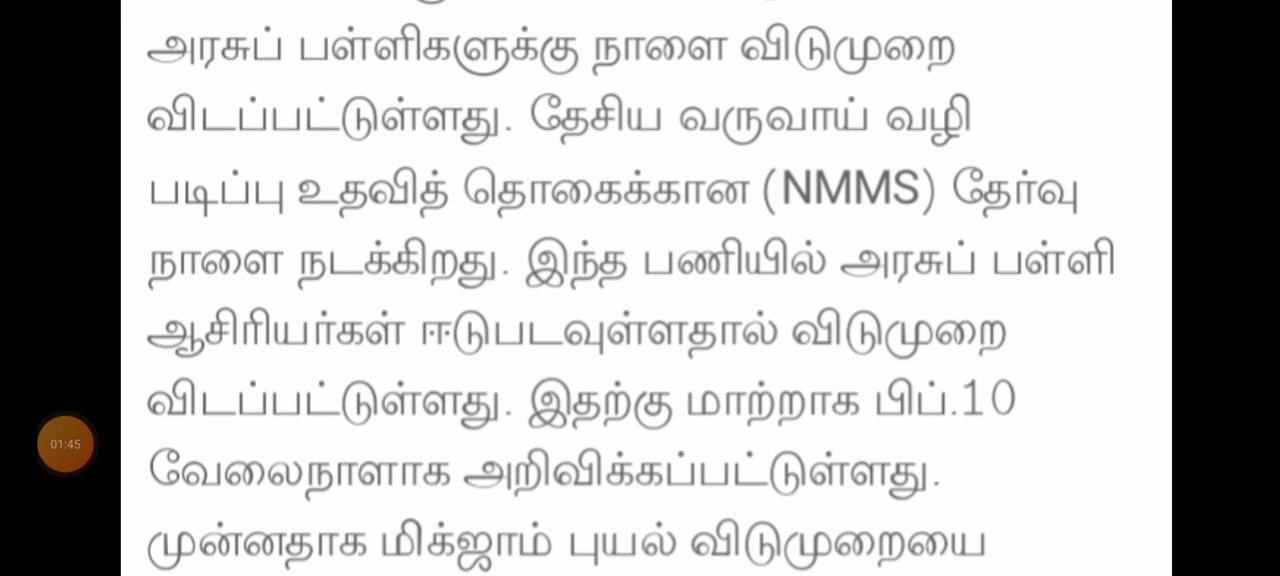 அரசுப் பள்ளிகளுக்கு நாளை விடுமுறை
விடப்பட்டுள்ளது. தேசிய வருவாய் வழி
படிப்பு உதவித் தொகைக்கான (NMMS) தேர்வு
நாளை நடக்கிறது. இந்த பணியில் அரசுப் பள்ளி
ஆசிரியர்கள் ஈடுபடவுள்ளதால் விடுமுறை
விடப்பட்டுள்ளது. இதற்கு மாற்றாக பிப்.10
01:45
வேலைநாளாக அறிவிக்கப்பட்டுள்ளது.
முன்னதாக மிக்ஜாம் புயல் விடுமுறையை